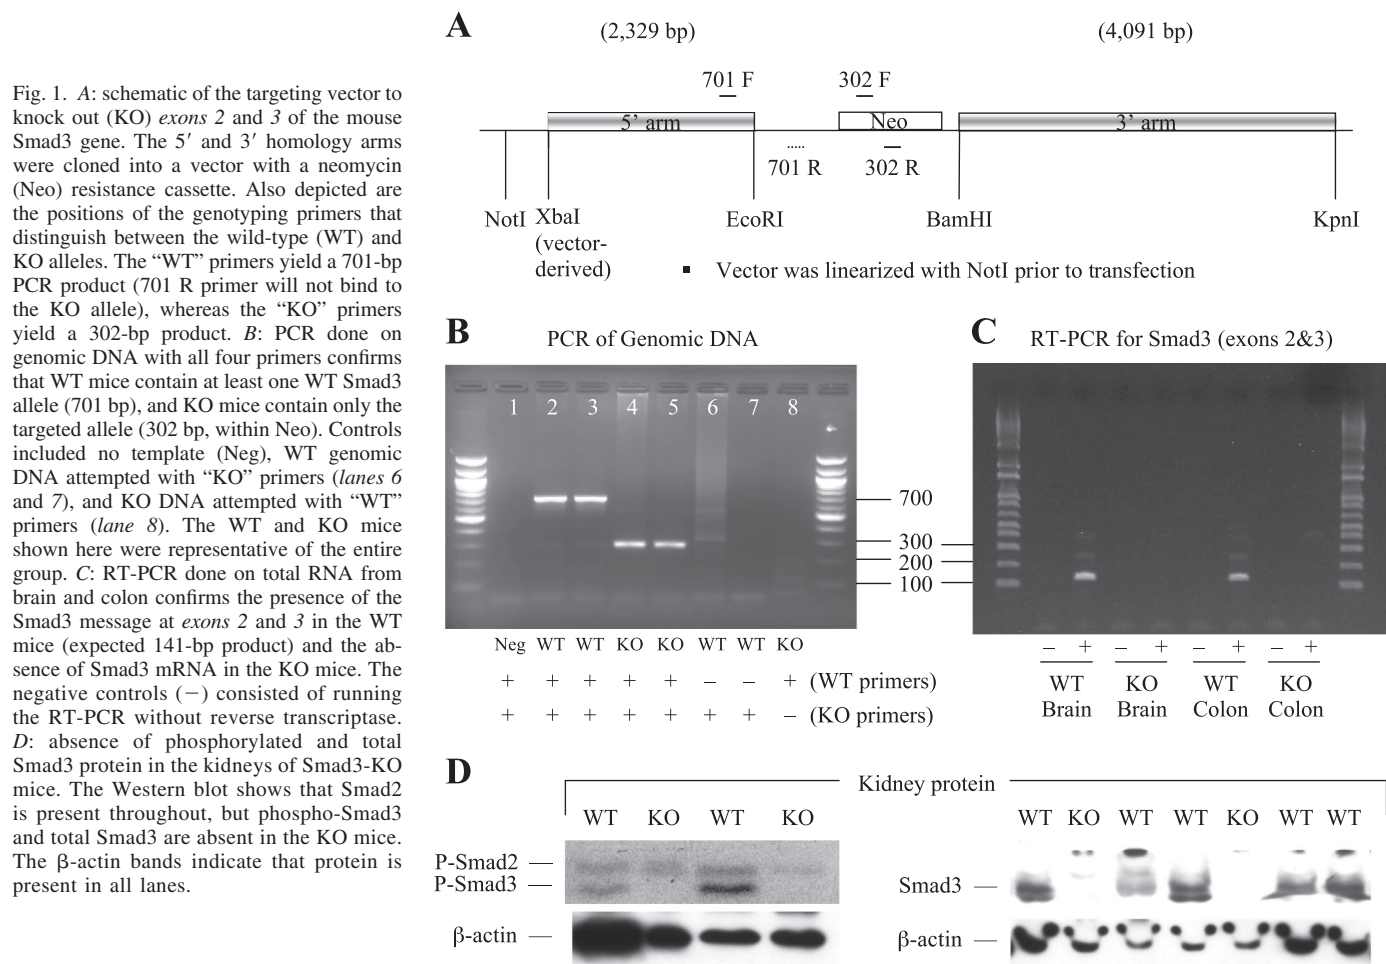 Fig. 1. A: schematic of the targeting vector to
knock out (KO) exons 2 and 3 of the mouse
Smad3 gene. The 5′ and 3′ homology arms
were cloned into a vector with a neomycin
(Neo) resistance cassette. Also depicted are
the positions of the genotyping primers that
distinguish between the wild-type (WT) and
KO alleles. The “WT” primers yield a 701-bp
PCR product (701 R primer will not bind to
the KO allele), whereas the “KO” primers
yield a 302-bp product. B: PCR done on
genomic DNA with all four primers confirms
that WT mice contain at least one WT Smad3
allele (701 bp), and KO mice contain only the
targeted allele (302 bp, within Neo). Controls
included no template (Neg), WT genomic
DNA attempted with “KO” primers (lanes 6
and 7), and KO DNA attempted with “WT”
primers (lane 8). The WT and KO mice
shown here were representative of the entire
group. C: RT-PCR done on total RNA from
brain and colon confirms the presence of the
Smad3 message at exons 2 and 3 in the WT
mice (expected 141-bp product) and the ab-
sence of Smad3 mRNA in the KO mice. The
negative controls (−) consisted of running
the RT-PCR without reverse transcriptase.
D: absence of phosphorylated and total
Smad3 protein in the kidneys of Smad3-KO
mice. The Western blot shows that Smad2
is present throughout, but phospho-Smad3
and total Smad3 are absent in the KO mice.
The β-actin bands indicate that protein is
present in all lanes.
A
(2,329 bp) (4,091 bp)
701 F 302 F
5’ arm Neo 3’ arm
701 R 302 R
NotI XbaI EcoRI BamHI KpnI
(vector-
derived)
▪ Vector was linearized with NotI prior to transfection
B PCR of Genomic DNA
1 2 3 4 5 6 7 8
700
300
200
100
Neg WT WT KO KO WT WT KO
+ + + + + − − + (WT primers)
+ + + + + + + − (KO primers)
C RT-PCR for Smad3 (exons 2&3)
− + − + − + − +
WT KO WT KO
Brain Brain Colon Colon
D
Kidney protein
WT KO WT KO
P-Smad2
P-Smad3
β-actin
WT KO WT WT KO WT WT
Smad3
β-actin